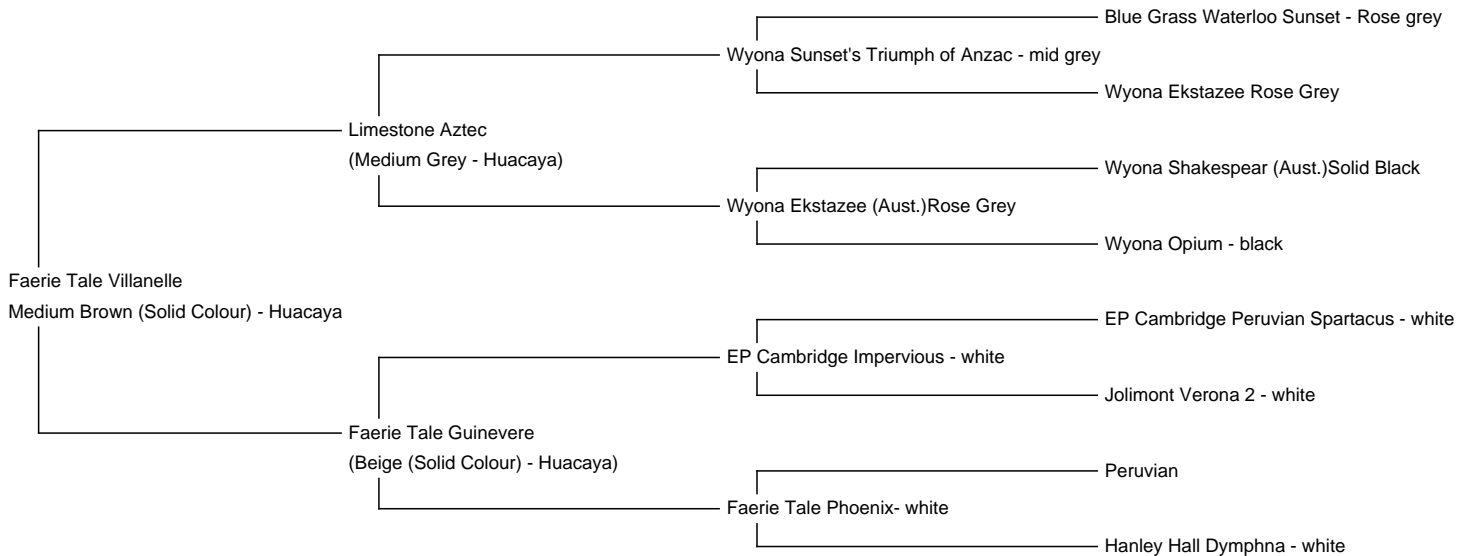 Blue Grass Waterloo Sunset - Rose grey
Wyona Sunset's Triumph of Anzac - mid grey
Wyona Ekstazee Rose Grey
Limestone Aztec
(Medium Grey - Huacaya)
Wyona Shakespear (Aust.)Solid Black
Wyona Ekstazee (Aust.)Rose Grey
Wyona Opium - black
Faerie Tale Villanelle
Medium Brown (Solid Colour) - Huacaya
EP Cambridge Peruvian Spartacus - white
EP Cambridge Impervious - white
Jolimont Verona 2 - white
Faerie Tale Guinevere
(Beige (Solid Colour) - Huacaya)
Peruvian
Faerie Tale Phoenix- white
Hanley Hall Dymphna - white